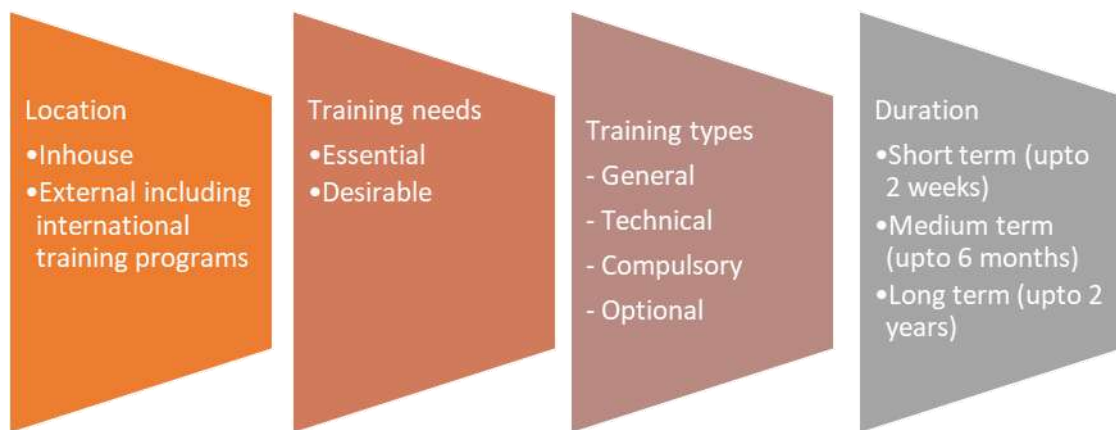 Location
•Inhouse
•External including
international
training programs
Training needs
•Essential
•Desirable
Training types
- General
- Technical
- Compulsory
- Optional
Duration
•Short term (upto
2 weeks)
•Medium term
(upto 6 months)
•Long term (upto 2
years)